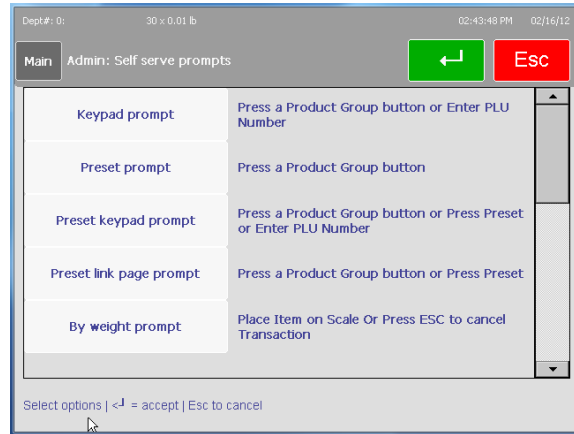 Dept#: 0: 30 x 0.01 lb 02:43:48 PM 02/16/12
Main Admin: Self serve prompts Esc
Keypad prompt
Press a Product Group button or Enter PLU
Number
Preset prompt
Press a Product Group button
Preset keypad prompt
Press a Product Group button or Press Preset
or Enter PLU Number
Preset link page prompt
Press a Product Group button or Press Preset
By weight prompt
Place Item on Scale Or Press ESC to cancel
Transaction
Select options | <┘ = accept | Esc to cancel